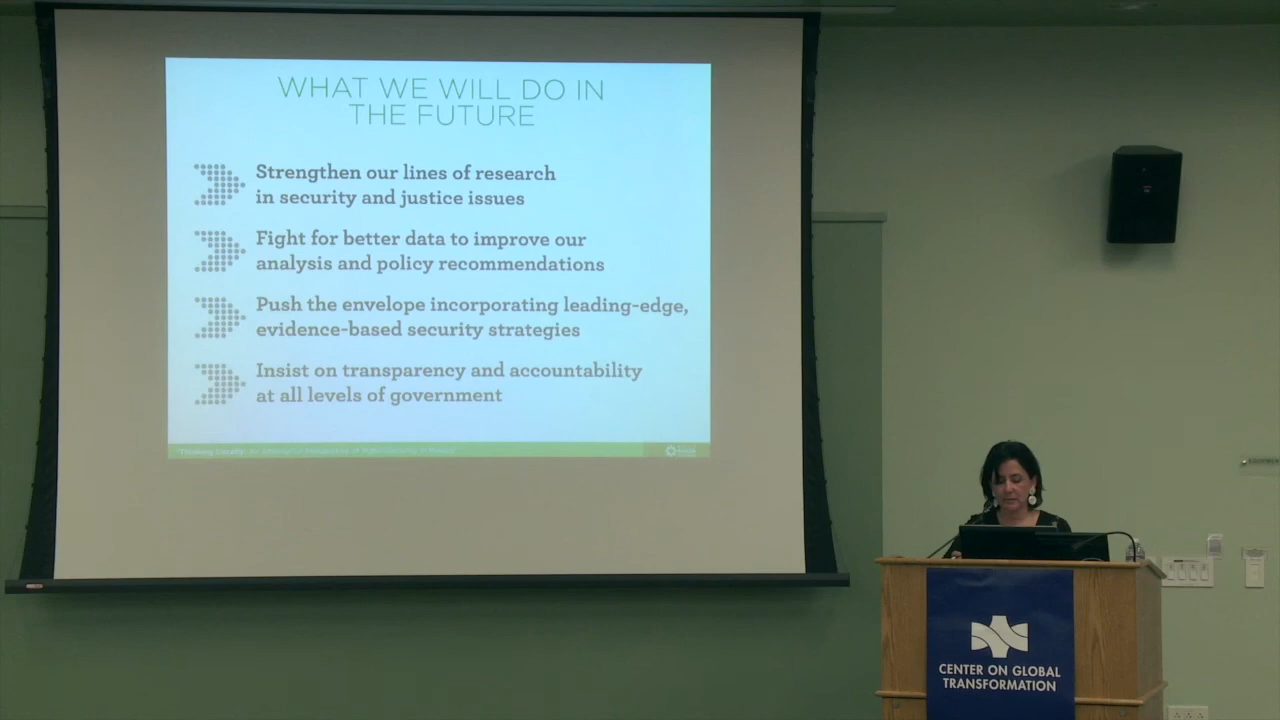 WHAT WE WILL DO IN
THE FUTURE
Strengthen our lines of research
in security and justice issues
Fight for better data to improve our
analysis and policy recommendations
Push the envelope incorporating leading-edge,
evidence-based security strategies
Insist on transparency and accountability
at all levels of government
"Thinking Locally"
CENTER ON GLOBAL
TRANSFORMATION